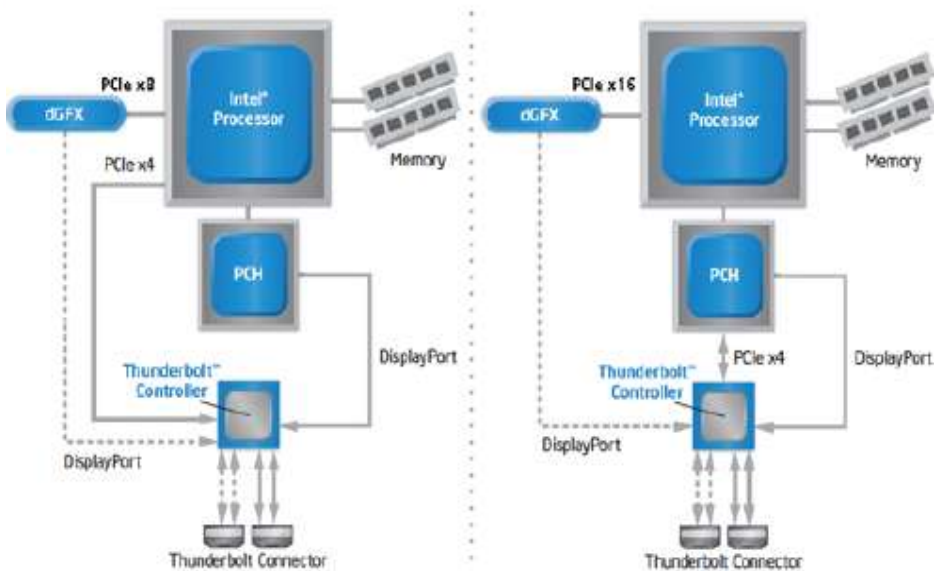 PCIe x8
dGFX
Intel®
Processor
Memory
PCIe x4
PCH
DisplayPort
Thunderbolt™
Controller
DisplayPort
Thunderbolt Connector
PCIe x16
dGFX
Intel®
Processor
Memory
PCH
PCIe x4
DisplayPort
Thunderbolt™
Controller
DisplayPort
Thunderbolt Connector